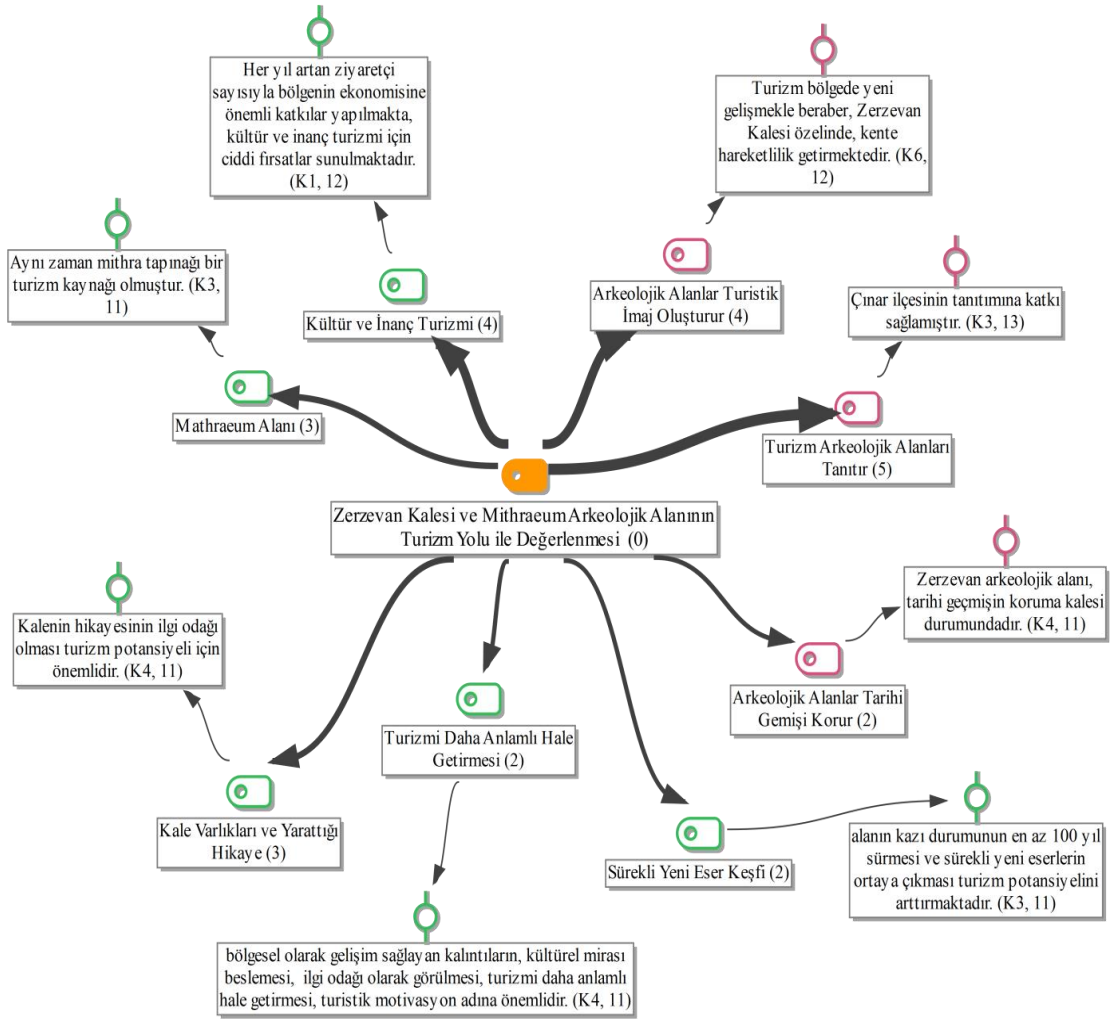 Her yıl artan ziyaretçi
sayısıyla bölgenin ekonomisine
önemli katkılar yapılmakta,
kültür ve inanç turizmi için
ciddi fırsatlar sunulmaktadır.
(K1, 12)
Turizm bölgede yeni
gelişmekle beraber, Zerzevan
Kalesi özelinde, kente
hareketlilik getirmektedir. (K6,
12)
Aynı zaman mithra tapınağı bir
turizm kaynağı olmuştur. (K3,
11)
Kültür ve İnanç Turizmi (4)
Arkeolojik Alanlar Turistik
İmaj Oluşturur (4)
Çınar ilçesinin tanıtımına katkı
sağlamıştır. (K3, 13)
Mathraeum Alanı (3)
Turizm Arkeolojik Alanları
Tanıtır (5)
Zerzevan Kalesi ve Mithraeum Arkeolojik Alanının
Turizm Yolu ile Değerlenmesi (0)
Kalenin hikayesinin ilgi odağı
olması turizm potansiyeli için
önemlidir. (K4, 11)
Zerzevan arkeolojik alanı,
tarihi geçmişin koruma kalesi
durumundadır. (K4, 11)
Turizmi Daha Anlamlı Hale
Getirmesi (2)
Arkeolojik Alanlar Tarihi
Gemişi Korur (2)
Kale Varlıkları ve Yarattığı
Hikaye (3)
Sürekli Yeni Eser Keşfi (2)
alanın kazı durumunun en az 100 yıl
sürmesi ve sürekli yeni eserlerin
ortaya çıkması turizm potansiyelini
arttırmaktadır. (K3, 11)
bölgesel olarak gelişim sağlayan kalıntıların, kültürel mirası
beslemesi, ilgi odağı olarak görülmesi, turizmi daha anlamlı
hale getirmesi, turistik motivasyon adına önemlidir. (K4, 11)